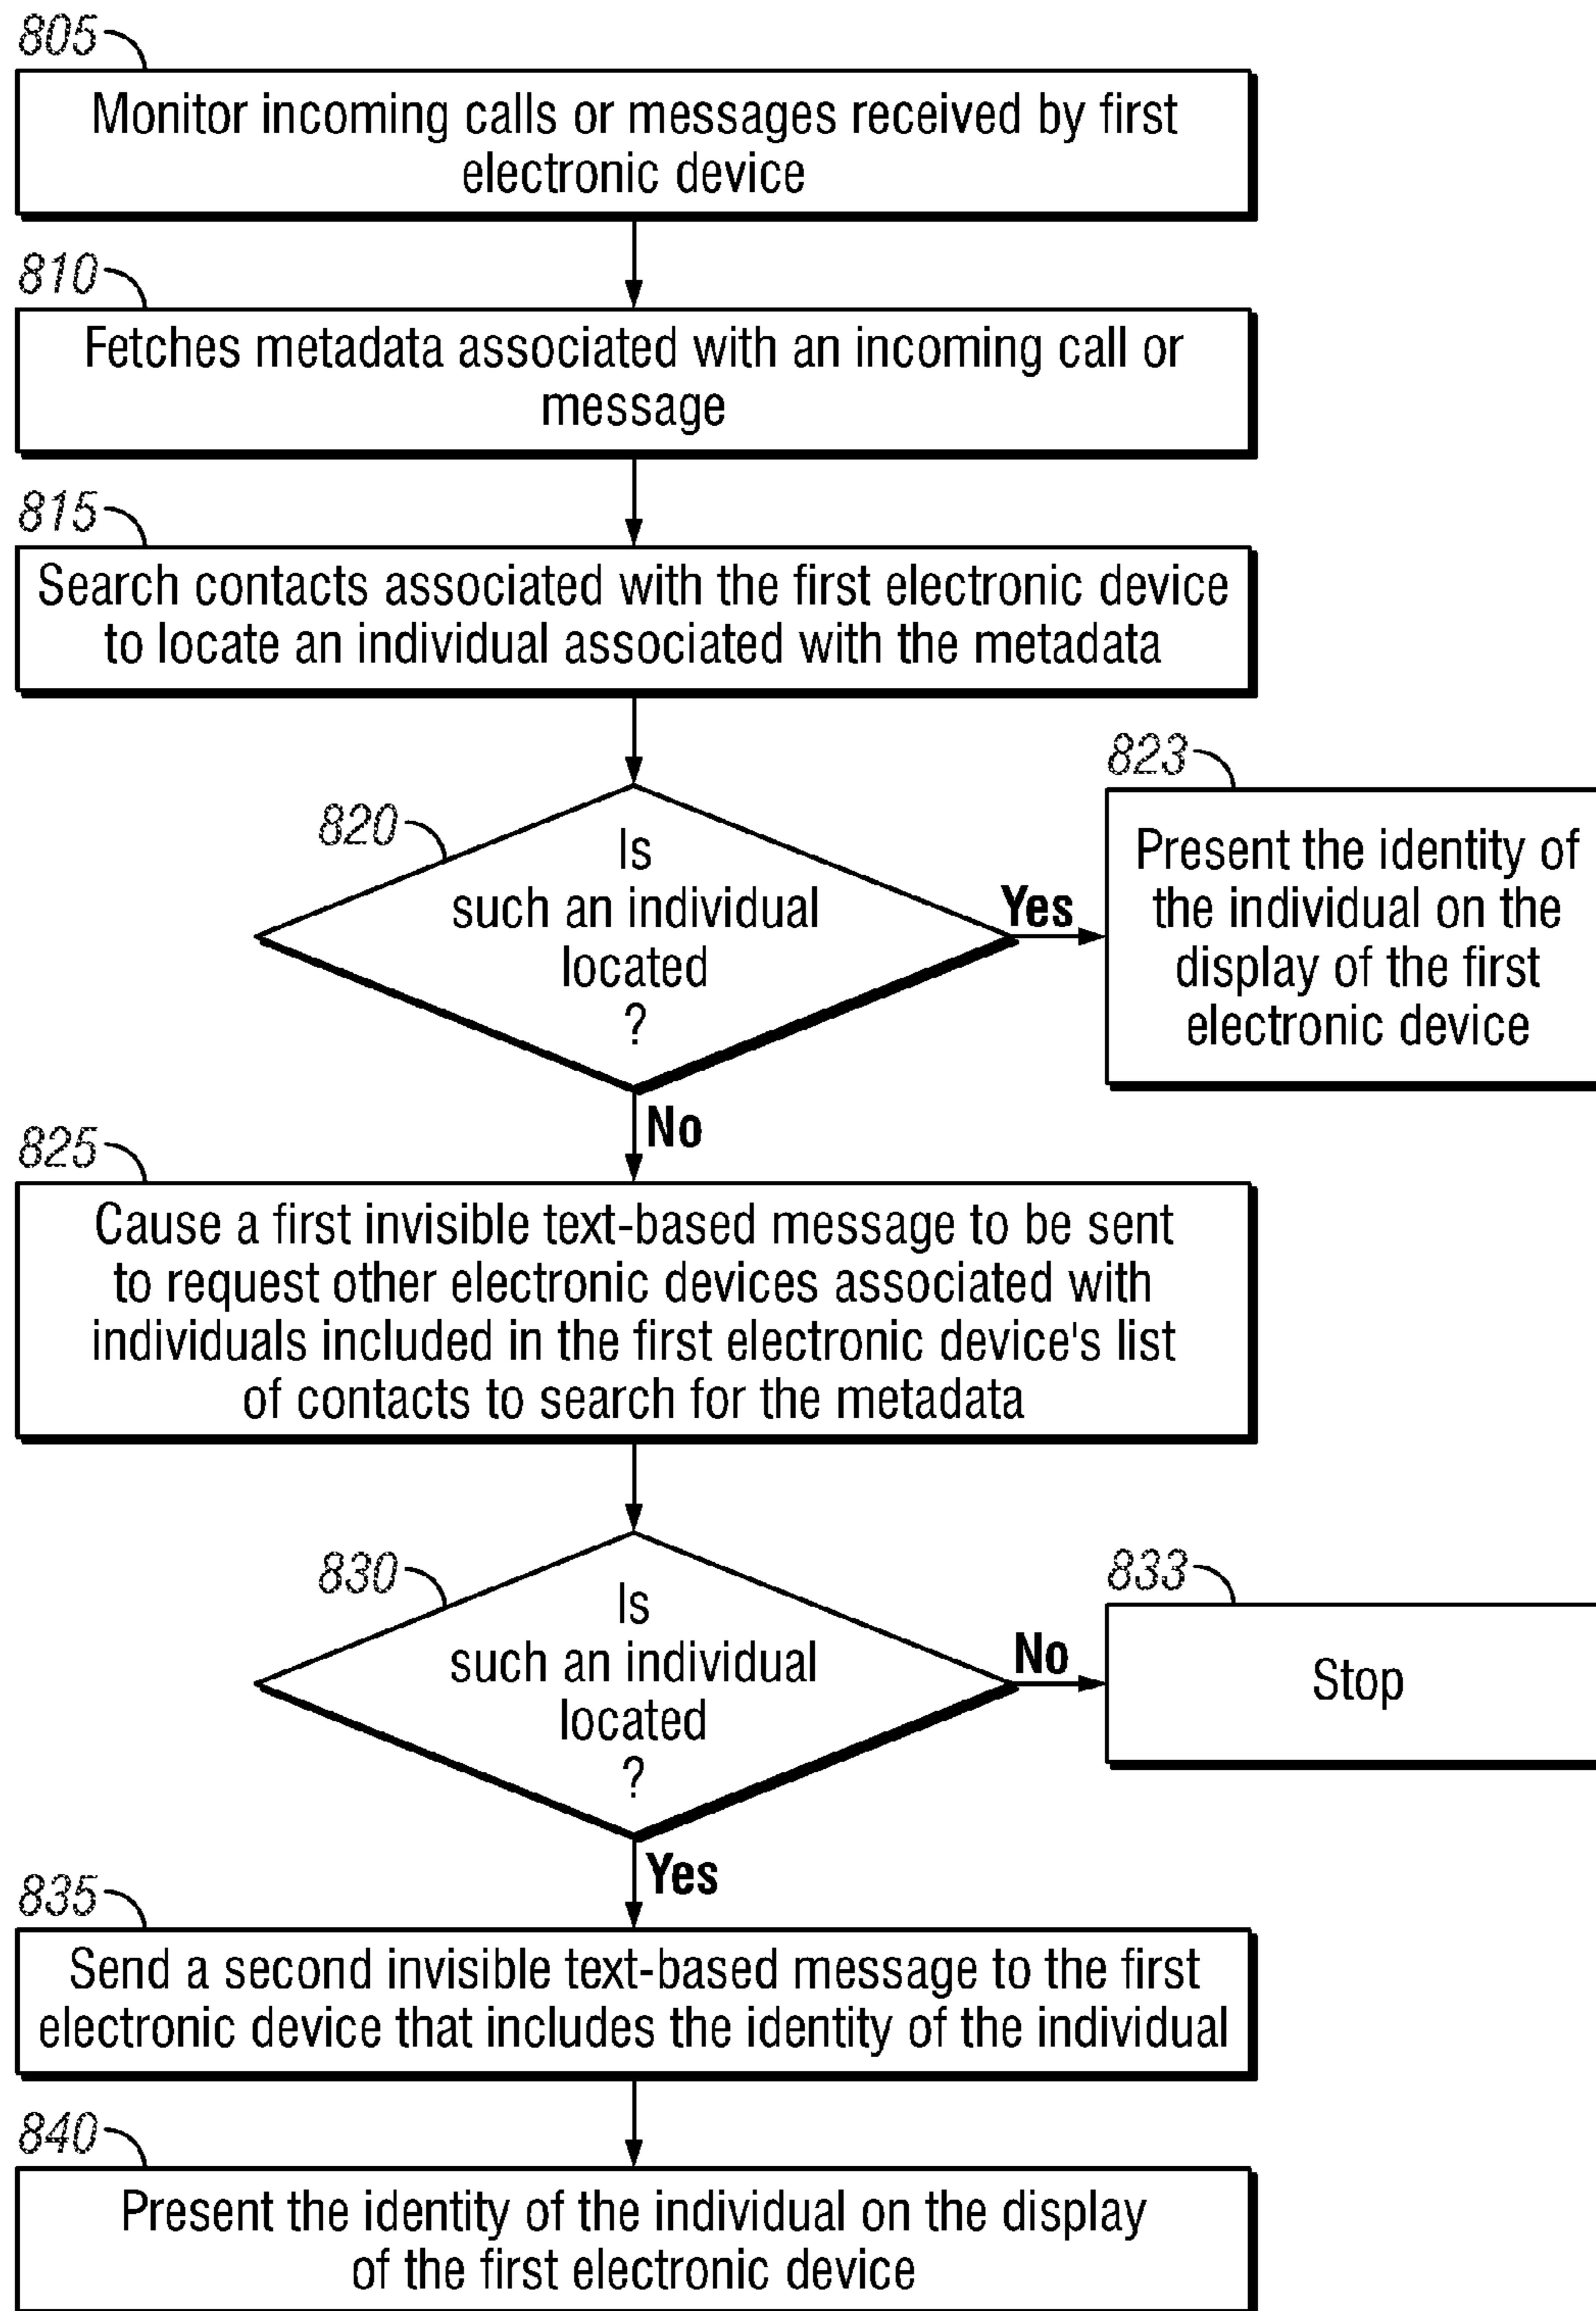 805
Monitor incoming calls or messages received by first
electronic device
810
Fetches metadata associated with an incoming call or
message
815
Search contacts associated with the first electronic device
to locate an individual associated with the metadata
820
Is
such an individual
located
?
Yes
823
Present the identity of
the individual on the
display of the first
electronic device
No
825
Cause a first invisible text-based message to be sent
to request other electronic devices associated with
individuals included in the first electronic device's list
of contacts to search for the metadata
830
Is
such an individual
located
?
No
833
Stop
Yes
835
Send a second invisible text-based message to the first
electronic device that includes the identity of the individual
840
Present the identity of the individual on the display
of the first electronic device